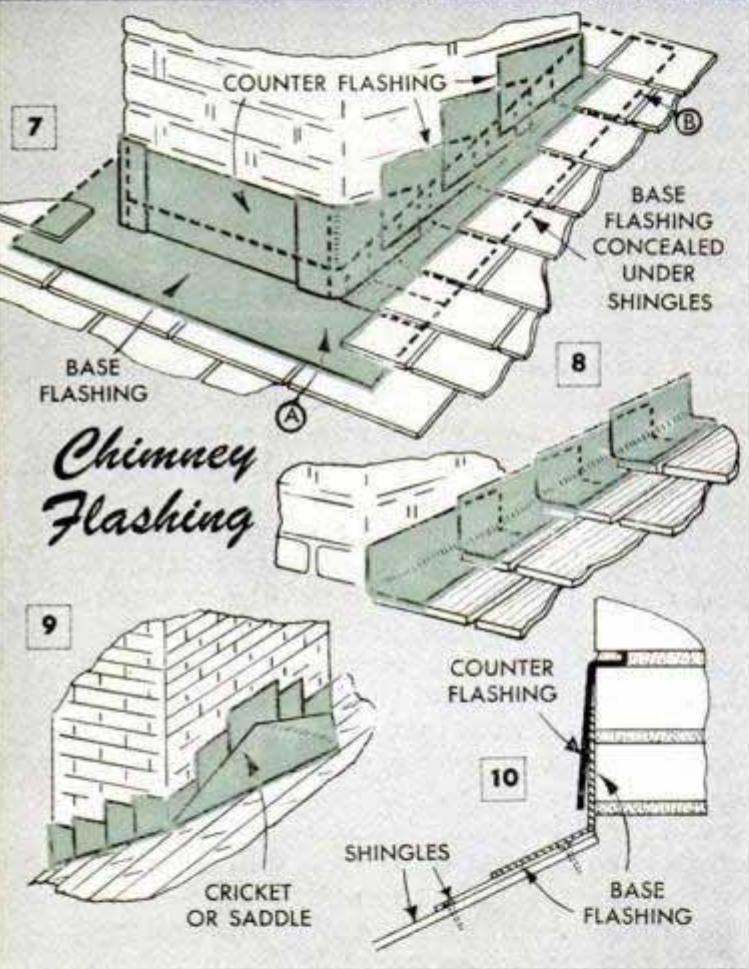 COUNTER FLASHING
7
B
BASE
FLASHING
CONCEALED
UNDER
SHINGLES
BASE
FLASHING
A
8
Chimney
Flashing
9
COUNTER
FLASHING
10
SHINGLES
CRICKET
OR SADDLE
BASE
FLASHING